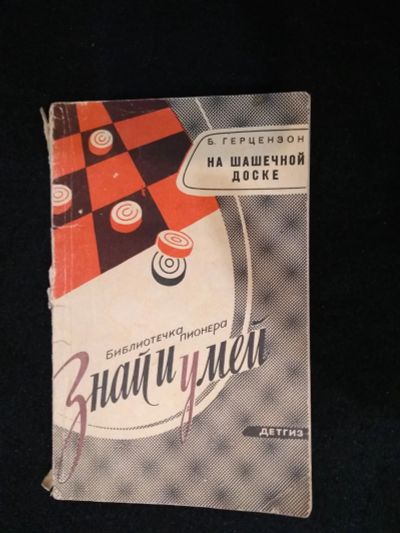 Б. ГЕРЦЕНЗОН
НА ШАШЕЧНОЙ
ДОСКЕ
Библиотечка
пионера
Знай и умей
ДЕТГИЗ